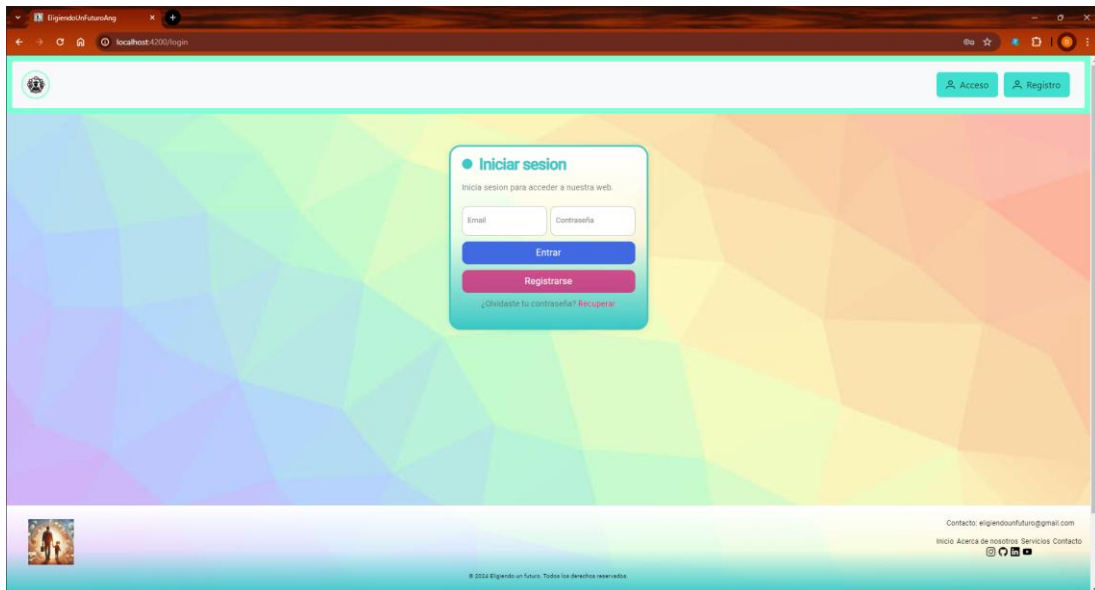 EligiendoUnFuturoAng
localhost:4200/login
Acceso
Registro
Iniciar sesion
Inicia sesion para acceder a nuestra web.
Email
Contraseña
Entrar
Registrarse
¿Olvidaste tu contraseña? Recuperar
Contacto: eligiendounfuturo@gmail.com
Inicio Acerca de nosotros Servicios Contacto
© 2024 Eligiendo un futuro. Todos los derechos reservados.